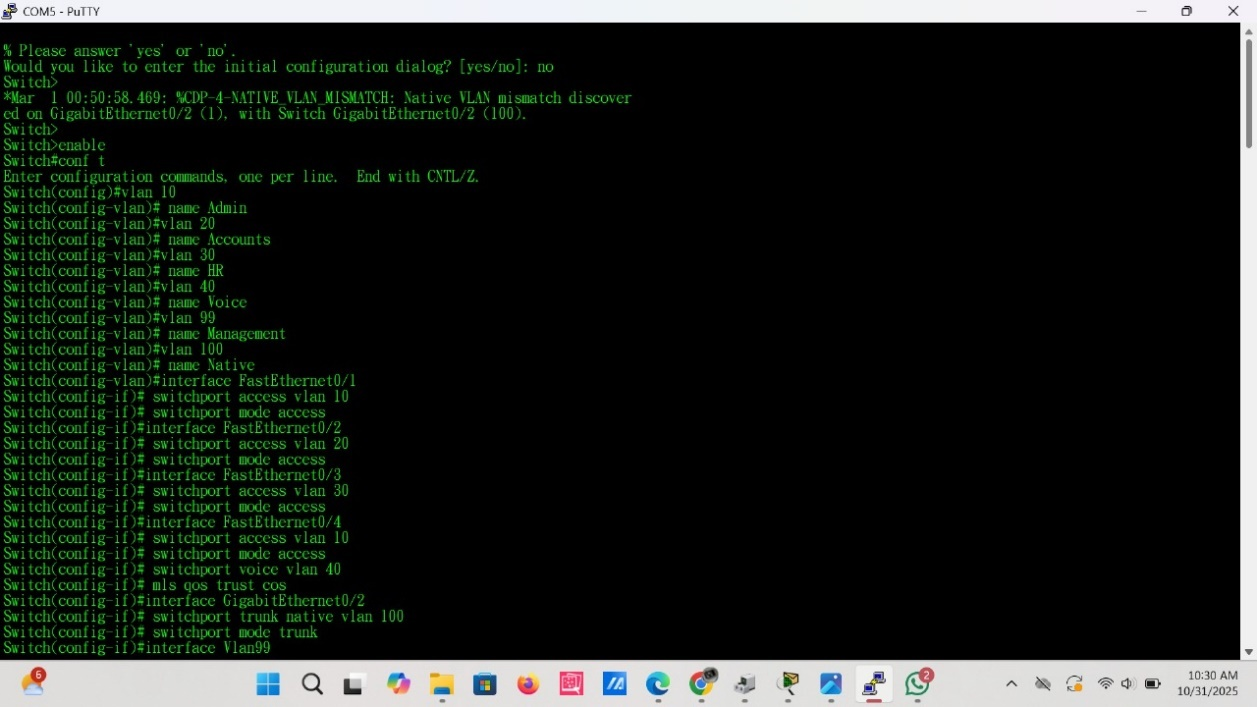 COM5 - PuTTY
% Please answer 'yes' or 'no'.
Would you like to enter the initial configuration dialog? [yes/no]: no
Switch>
*Mar  1 00:50:58.469: %CDP-4-NATIVE_VLAN_MISMATCH: Native VLAN mismatch discover
ed on GigabitEthernet0/2 (1), with Switch GigabitEthernet0/2 (100).
Switch>
Switch>enable
Switch#conf t
Enter configuration commands, one per line.  End with CNTL/Z.
Switch(config)#vlan 10
Switch(config-vlan)# name Admin
Switch(config-vlan)#vlan 20
Switch(config-vlan)# name Accounts
Switch(config-vlan)#vlan 30
Switch(config-vlan)# name HR
Switch(config-vlan)#vlan 40
Switch(config-vlan)# name Voice
Switch(config-vlan)#vlan 99
Switch(config-vlan)# name Management
Switch(config-vlan)#vlan 100
Switch(config-vlan)# name Native
Switch(config-vlan)#interface FastEthernet0/1
Switch(config-if)# switchport access vlan 10
Switch(config-if)# switchport mode access
Switch(config-if)#interface FastEthernet0/2
Switch(config-if)# switchport access vlan 20
Switch(config-if)# switchport mode access
Switch(config-if)#interface FastEthernet0/3
Switch(config-if)# switchport access vlan 30
Switch(config-if)# switchport mode access
Switch(config-if)#interface FastEthernet0/4
Switch(config-if)# switchport access vlan 10
Switch(config-if)# switchport mode access
Switch(config-if)# switchport voice vlan 40
Switch(config-if)# mls qos trust cos
Switch(config-if)#interface GigabitEthernet0/2
Switch(config-if)# switchport trunk native vlan 100
Switch(config-if)# switchport mode trunk
Switch(config-if)#interface Vlan99
6
2
10:30 AM
10/31/2025